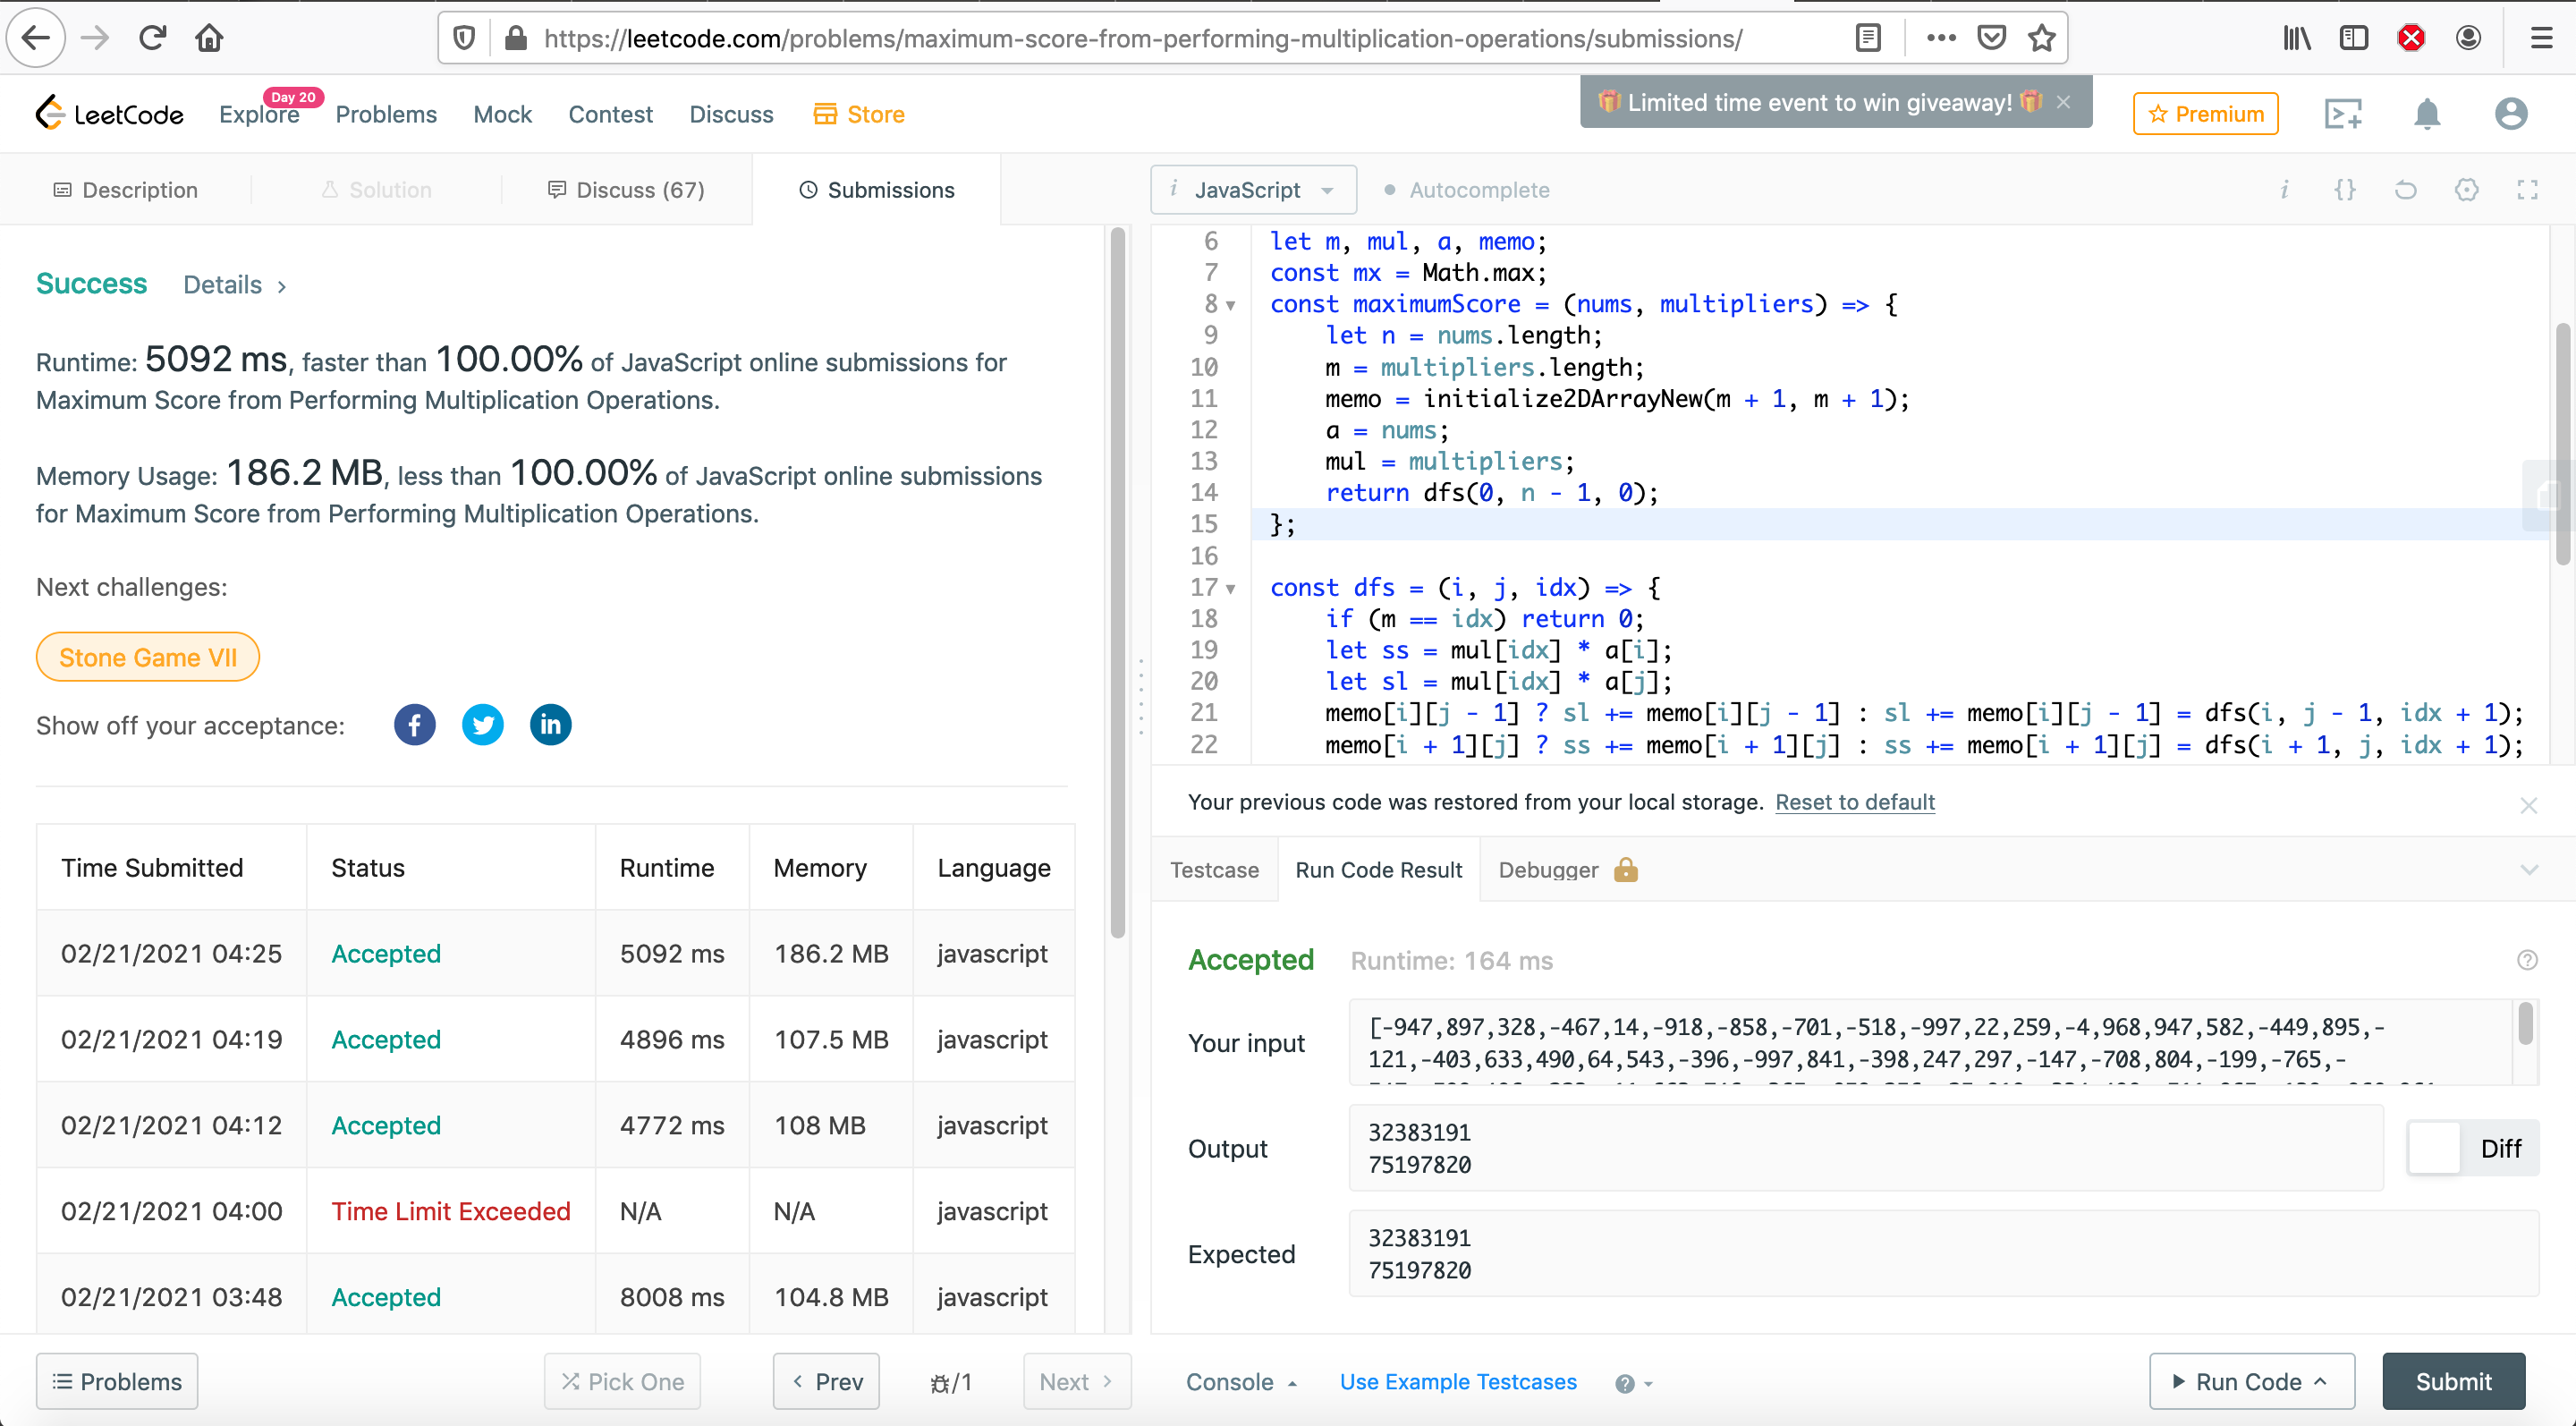 https://leetcode.com/problems/maximum-score-from-performing-multiplication-operations/submissions/
LeetCode
Explore
Day 20
Problems
Mock
Contest
Discuss
Store
Limited time event to win giveaway!
Premium
Description
Solution
Discuss (67)
Submissions
Success
Details
Runtime: 5092 ms, faster than 100.00% of JavaScript online submissions for
Maximum Score from Performing Multiplication Operations.
Memory Usage: 186.2 MB, less than 100.00% of JavaScript online submissions
for Maximum Score from Performing Multiplication Operations.
Next challenges:
Stone Game VII
Show off your acceptance:
Time Submitted Status Runtime Memory Language
02/21/2021 04:25 Accepted 5092 ms 186.2 MB javascript
02/21/2021 04:19 Accepted 4896 ms 107.5 MB javascript
02/21/2021 04:12 Accepted 4772 ms 108 MB javascript
02/21/2021 04:00 Time Limit Exceeded N/A N/A javascript
02/21/2021 03:48 Accepted 8008 ms 104.8 MB javascript
Problems
Pick One
Prev
/1
Next
i JavaScript
Autocomplete
6 let m, mul, a, memo;
7 const mx = Math.max;
8 const maximumScore = (nums, multipliers) => {
9 let n = nums.length;
10 m = multipliers.length;
11 memo = initialize2DArrayNew(m + 1, m + 1);
12 a = nums;
13 mul = multipliers;
14 return dfs(0, n - 1, 0);
15 };
16
17 const dfs = (i, j, idx) => {
18 if (m == idx) return 0;
19 let ss = mul[idx] * a[i];
20 let sl = mul[idx] * a[j];
21 memo[i][j - 1] ? sl += memo[i][j - 1] : sl += memo[i][j - 1] = dfs(i, j - 1, idx + 1);
22 memo[i + 1][j] ? ss += memo[i + 1][j] : ss += memo[i + 1][j] = dfs(i + 1, j, idx + 1);
Your previous code was restored from your local storage. Reset to default
Testcase
Run Code Result
Debugger
Accepted Runtime: 164 ms
Your input
[-947,897,328,-467,14,-918,-858,-701,-518,-997,22,259,-4,968,947,582,-449,895,-
121,-403,633,490,64,543,-396,-997,841,-398,247,297,-147,-708,804,-199,-765,-
Output
32383191
75197820
Diff
Expected
32383191
75197820
Console
Use Example Testcases
Run Code
Submit